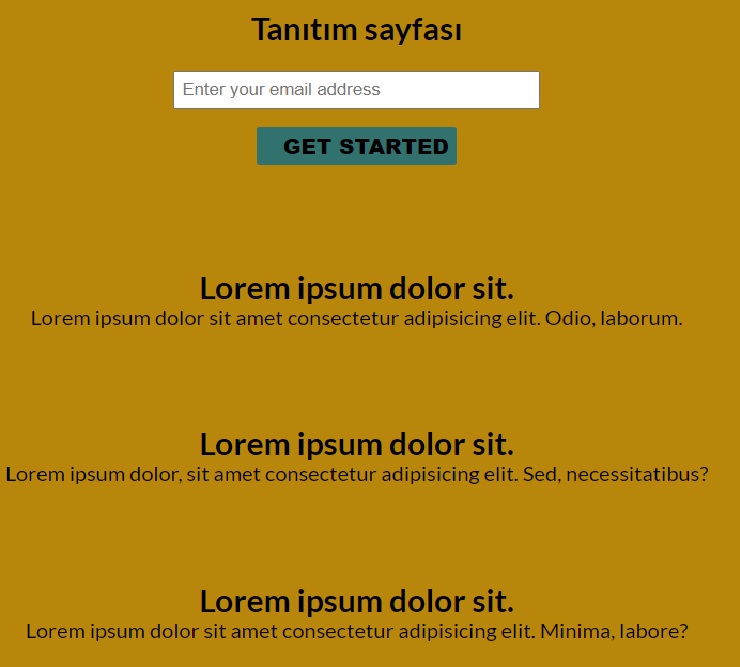 Tanıtım sayfası
Enter your email address
GET STARTED
Lorem ipsum dolor sit.
Lorem ipsum dolor sit amet consectetur adipisicing elit. Odio, laborum.
Lorem ipsum dolor sit.
Lorem ipsum dolor, sit amet consectetur adipisicing elit. Sed, necessitatibus?
Lorem ipsum dolor sit.
Lorem ipsum dolor sit amet consectetur adipisicing elit. Minima, labore?